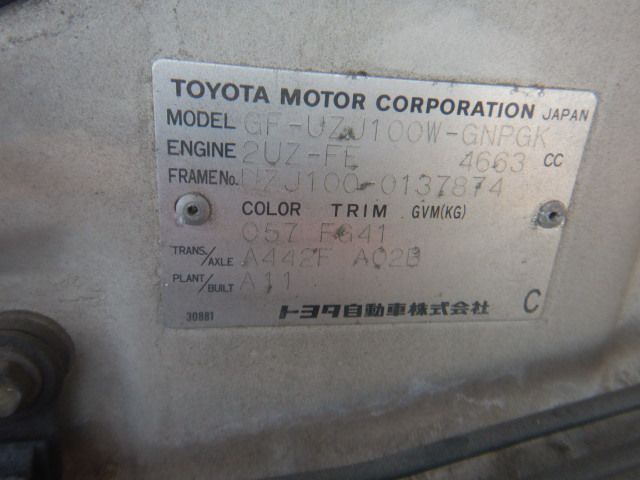 TOYOTA MOTOR CORPORATION JAPAN
MODEL GF-UZJ100W-GNPGK
ENGINE 2UZ-FE 4663 CC
FRAME No. UZJ100-0137874
COLOR TRIM GVM(KG)
057 FG41
TRANS/AXLE A442F A02B
PLANT/BUILT A11
30881 トヨタ自動車株式会社 C